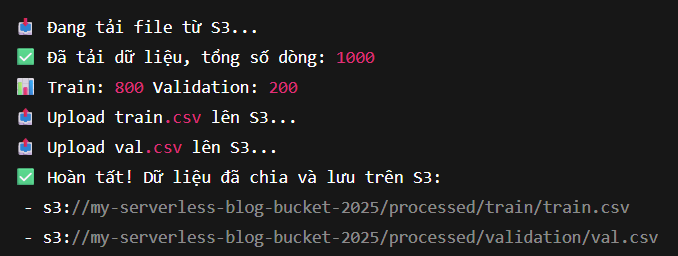 📥 Đang tải file từ S3...
✅ Đã tải dữ liệu, tổng số dòng: 1000
📊 Train: 800 Validation: 200
📤 Upload train.csv lên S3...
📤 Upload val.csv lên S3...
✅ Hoàn tất! Dữ liệu đã chia và lưu trên S3:
- s3://my-serverless-blog-bucket-2025/processed/train/train.csv
- s3://my-serverless-blog-bucket-2025/processed/validation/val.csv